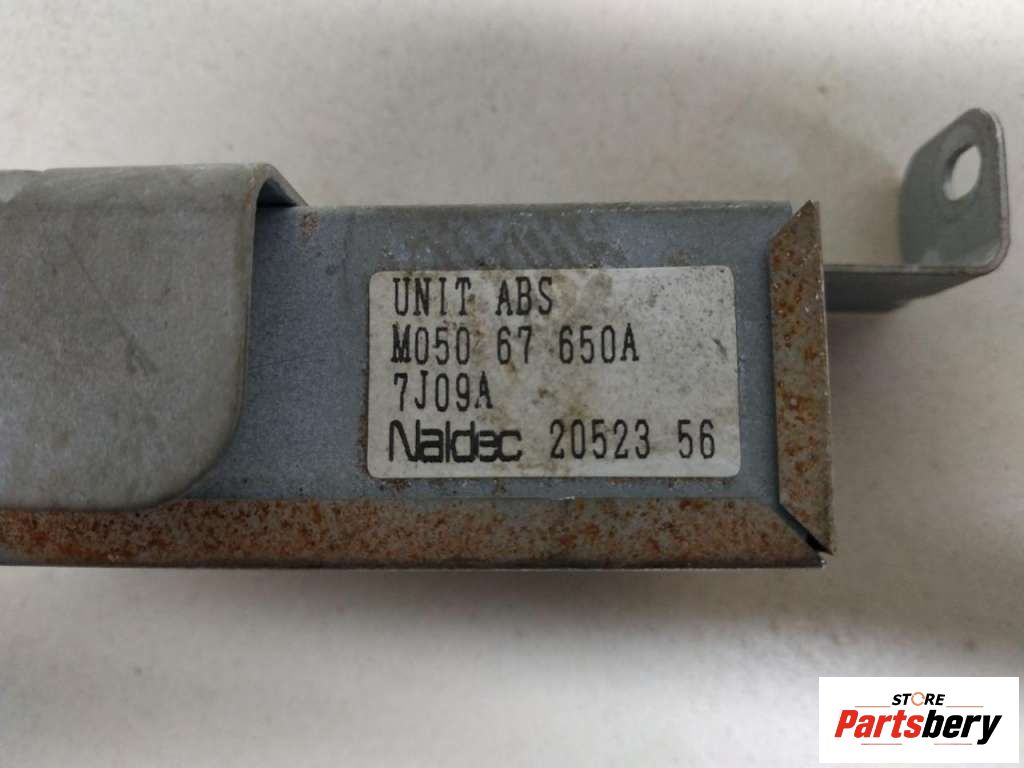 UNIT ABS
M050 67 650A
7J09A
Naldec 20523 56
STORE
Partsbery